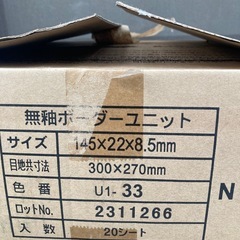 無釉ボーダーユニット
サイズ 145×22×8.5mm
目地共寸法 300×270mm
色番 U1-33
N
ロットNo. 2311266
入数 20シート